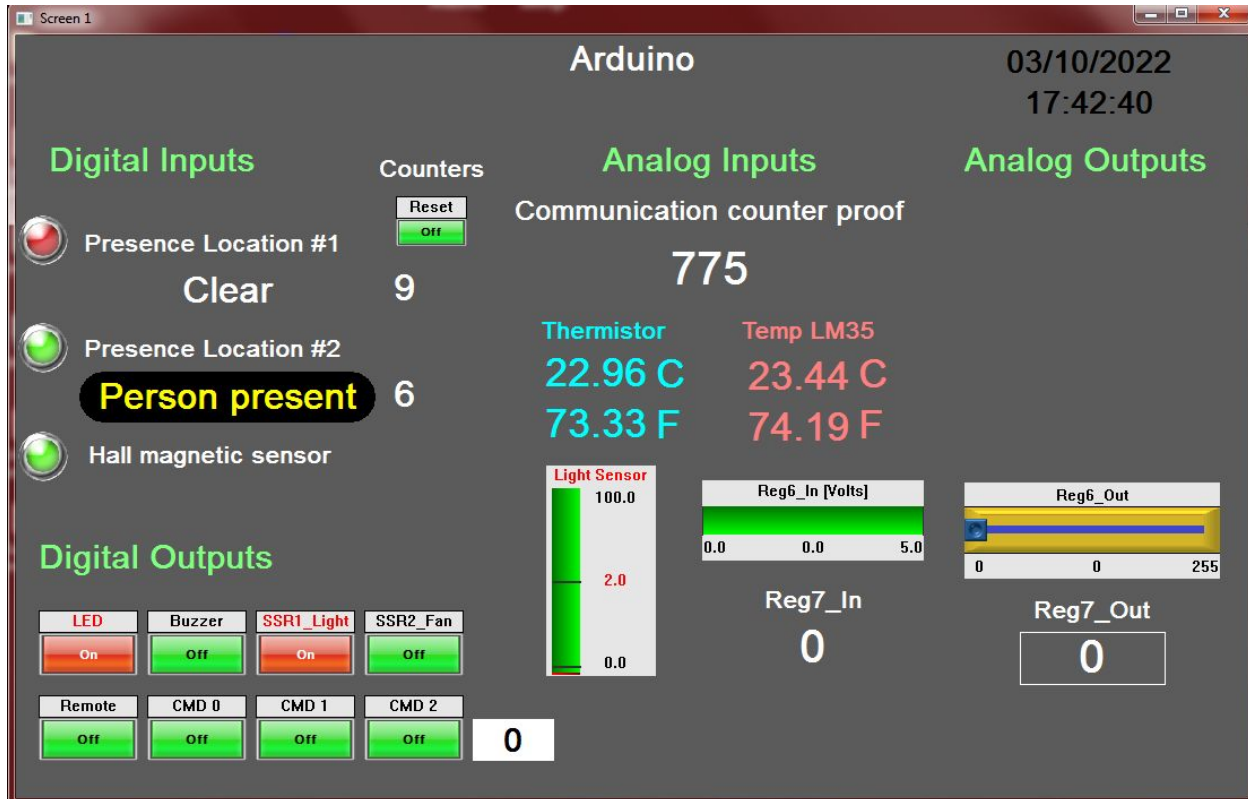 Screen 1
Arduino
03/10/2022
17:42:40
Digital Inputs
Counters
Analog Inputs
Analog Outputs
Reset
Off
Communication counter proof
Presence Location #1
775
Clear
9
Thermistor
Temp LM35
Presence Location #2
22.96 C
23.44 C
Person present
6
73.33 F
74.19 F
Hall magnetic sensor
Light Sensor
100.0
2.0
0.0
Reg6_In [Volts]
0.0 0.0 5.0
Reg6_Out
0 0 255
Digital Outputs
Reg7_In
0
Reg7_Out
0
LED
Buzzer
SSR1_Light
SSR2_Fan
On
Off
On
Off
Remote
CMD 0
CMD 1
CMD 2
Off
Off
Off
Off
0